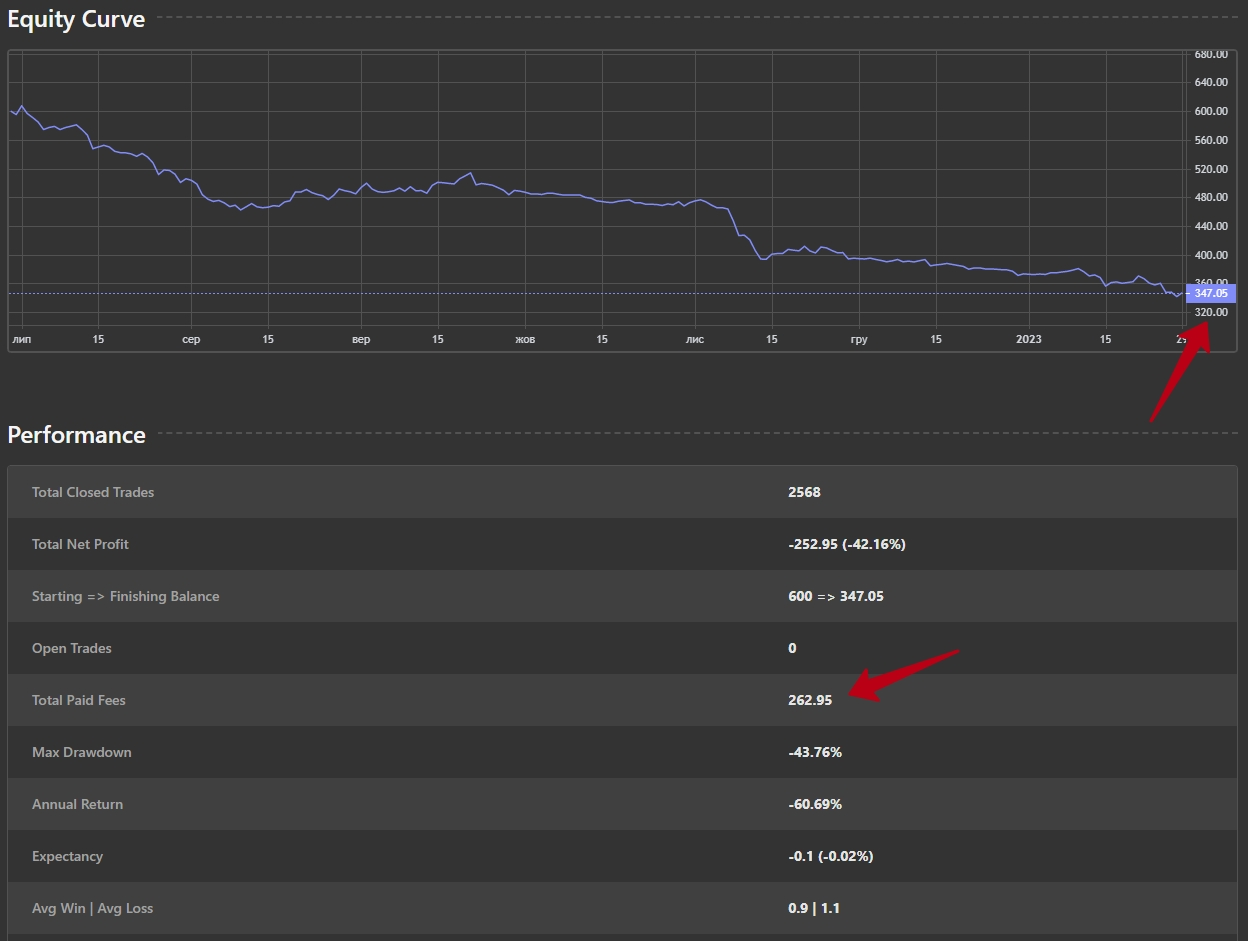 Equity Curve
680.00
640.00
600.00
560.00
520.00
480.00
440.00
400.00
360.00
347.05
320.00
лип 15 сер 15 вер 15 жов 15 лис 15 гру 15 2023 15
Performance
Total Closed Trades 2568
Total Net Profit -252.95 (-42.16%)
Starting => Finishing Balance 600 => 347.05
Open Trades 0
Total Paid Fees 262.95
Max Drawdown -43.76%
Annual Return -60.69%
Expectancy -0.1 (-0.02%)
Avg Win | Avg Loss 0.9 | 1.1